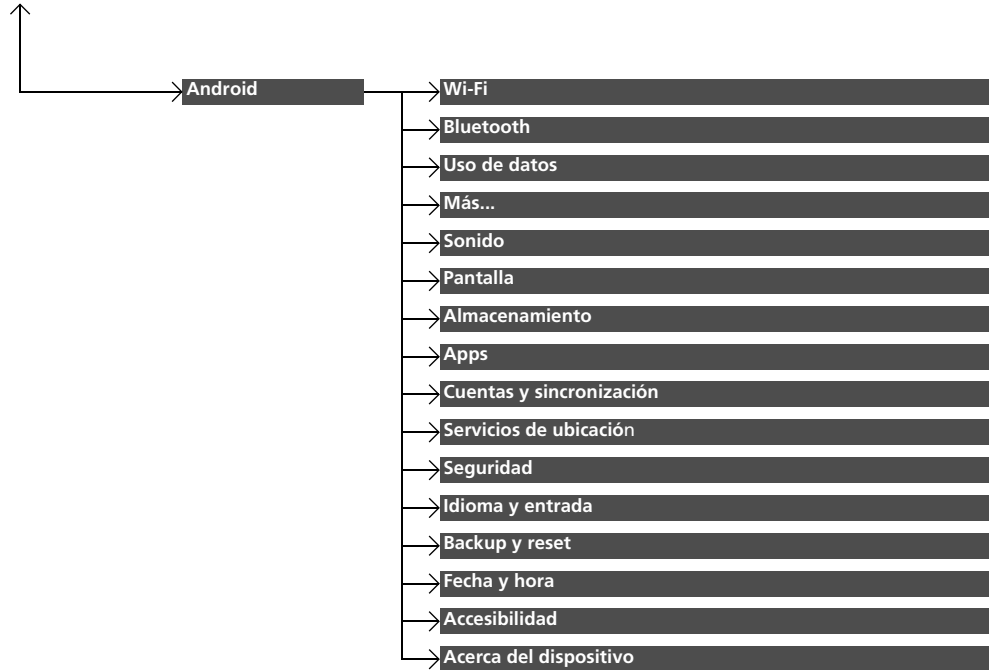 Android
Wi-Fi
Bluetooth
Uso de datos
Más...
Sonido
Pantalla
Almacenamiento
Apps
Cuentas y sincronización
Servicios de ubicación
Seguridad
Idioma y entrada
Backup y reset
Fecha y hora
Accesibilidad
Acerca del dispositivo